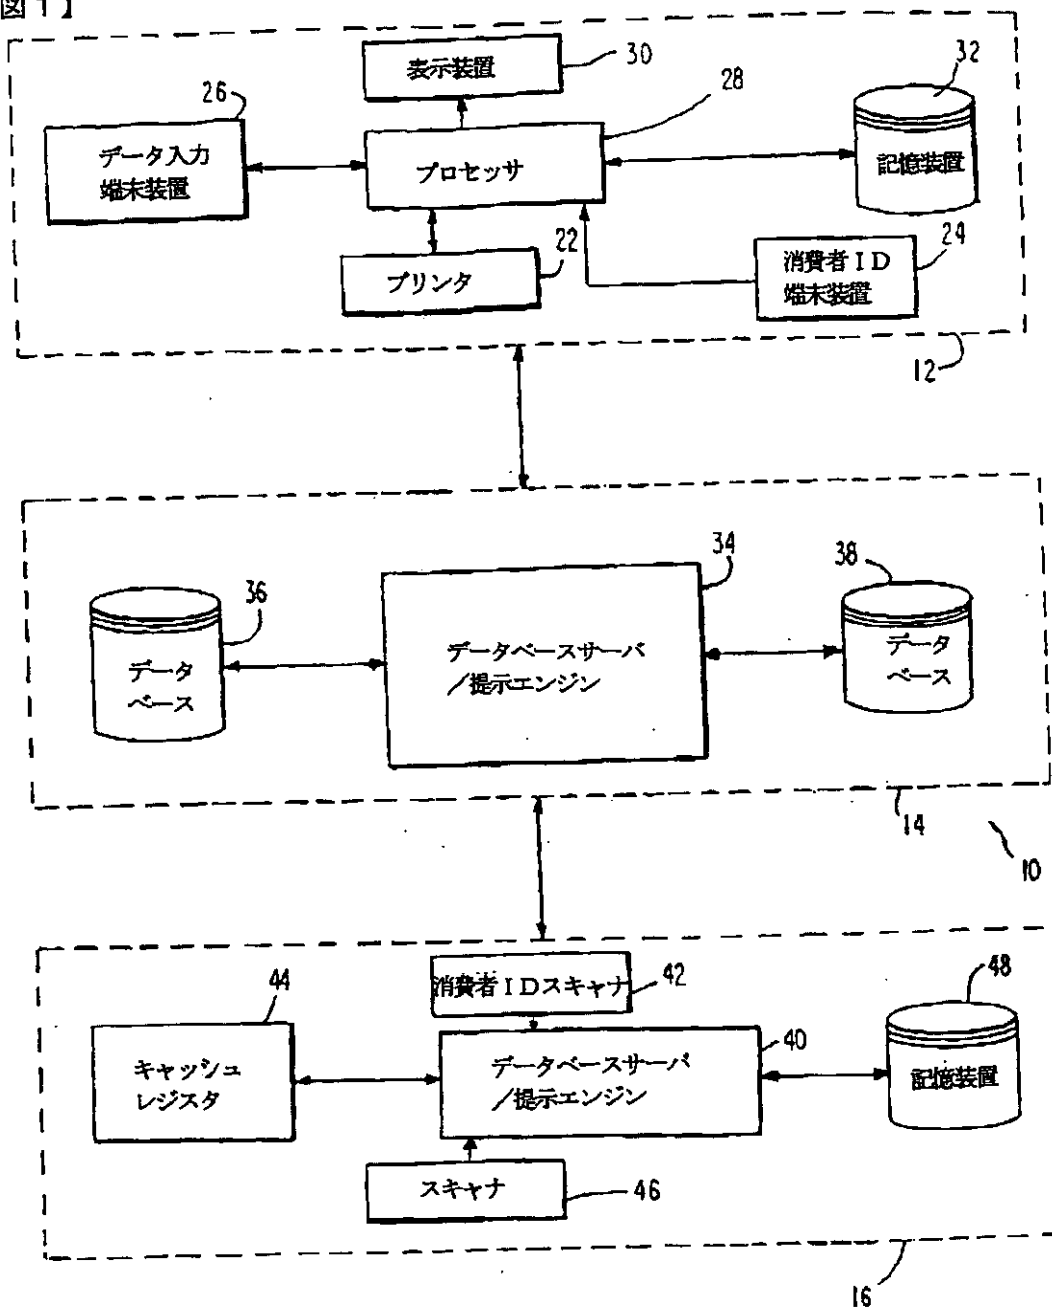 図1】
表示装置
30
32
28
26
データ入力
端末装置
プロセッサ
記憶装置
22
プリンタ
24
消費者ID
端末装置
12
34
38
36
データ
ベース
データベースサーバ
/提示エンジン
データ
ベース
14
10
44
消費者IDスキャナ
42
48
キャッシュ
レジスタ
データベースサーバ
/提示エンジン
40
記憶装置
スキャナ
46
16